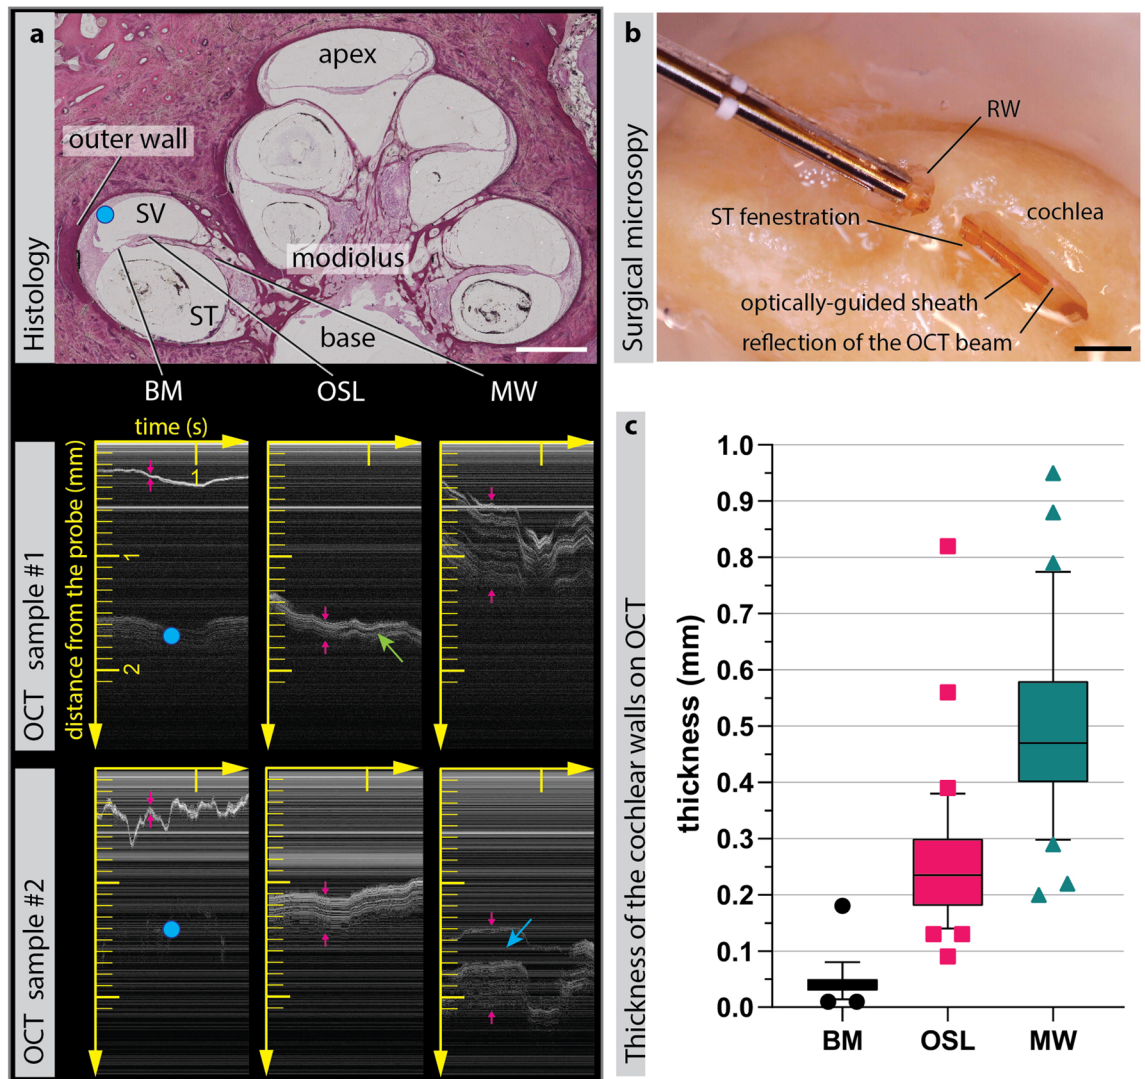 a
Histology
apex
outer wall
SV
modiolus
ST
base
BM
OSL
MW
b
Surgical microsopy
RW
ST fenestration
cochlea
optically-guided sheath
reflection of the OCT beam
OCT sample #1
time (s)
distance from the probe (mm)
1
1
2
OCT sample #2
c
Thickness of the cochlear walls on OCT
thickness (mm)
1.0
0.9
0.8
0.7
0.6
0.5
0.4
0.3
0.2
0.1
0.0
BM
OSL
MW